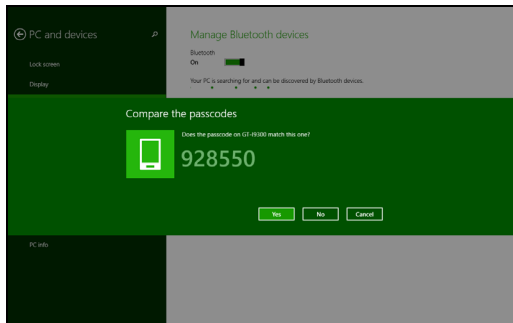 PC and devices
Manage Bluetooth devices
Lock screen
Bluetooth
On
Display
Your PC is searching for and can be discovered by Bluetooth devices.
Compare the passcodes
Does the passcode on GT-I9300 match this one?
928550
Yes No Cancel
PC info